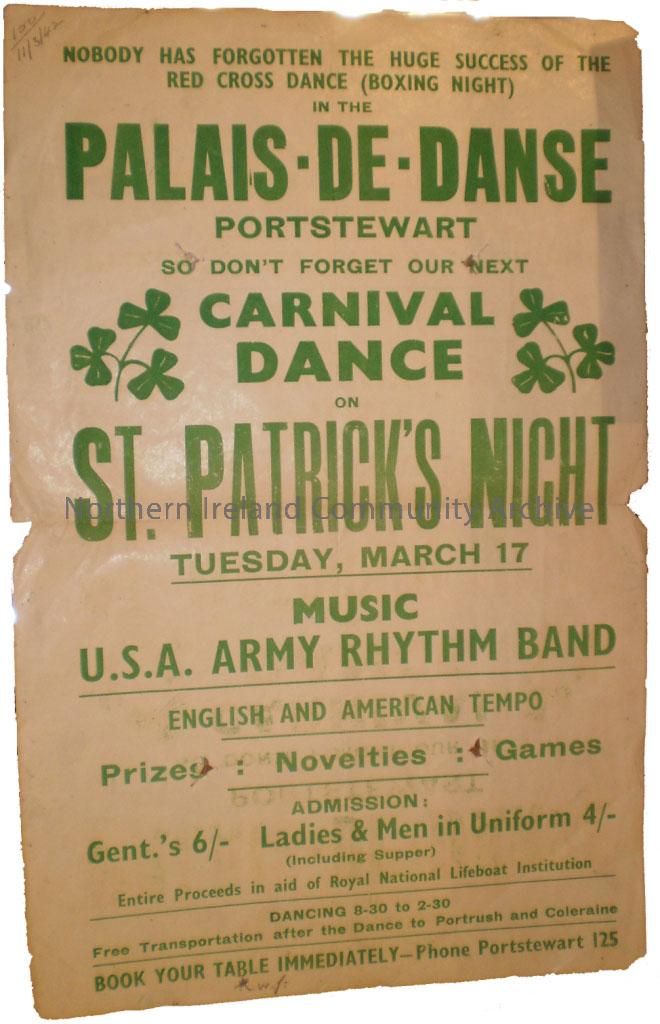 100
11/3/42
NOBODY HAS FORGOTTEN THE HUGE SUCCESS OF THE
RED CROSS DANCE (BOXING NIGHT)
IN THE
PALAIS-DE-DANSE
PORTSTEWART
SO DON'T FORGET OUR NEXT
CARNIVAL
DANCE
ON
ST. PATRICK'S NIGHT
Northern Ireland Community Archive
TUESDAY, MARCH 17
MUSIC
U.S.A. ARMY RHYTHM BAND
ENGLISH AND AMERICAN TEMPO
Prizes : Novelties : Games
ADMISSION:
Gent.'s 6/- Ladies & Men in Uniform 4/-
(Including Supper)
Entire Proceeds in aid of Royal National Lifeboat Institution
DANCING 8-30 to 2-30
Free Transportation after the Dance to Portrush and Coleraine
BOOK YOUR TABLE IMMEDIATELY—Phone Portstewart 125